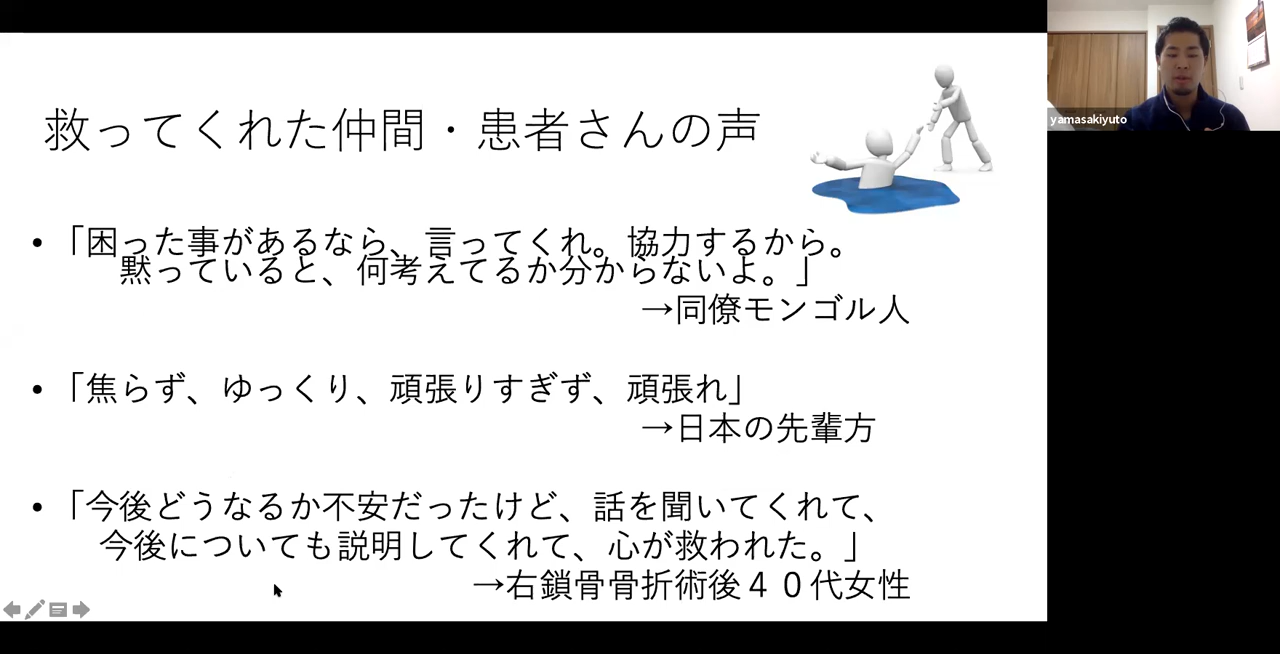 救ってくれた仲間・患者さんの声
yamasakiyuto
• 「困った事があるなら、言ってくれ。協力するから。
黙っていると、何考えてるか分からないよ。」
→同僚モンゴル人
• 「焦らず、ゆっくり、頑張りすぎず、頑張れ」
→日本の先輩方
• 「今後どうなるか不安だったけど、話を聞いてくれて、
今後についても説明してくれて、心が救われた。」
→右鎖骨骨折術後４０代女性